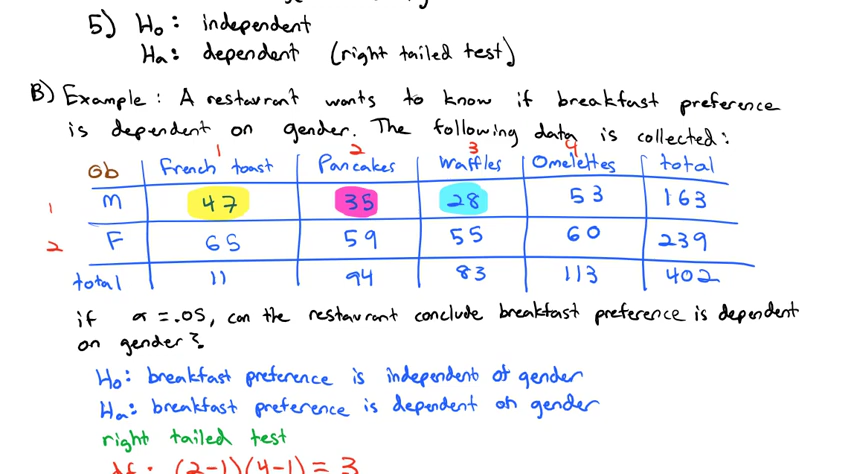 5) Ho: independent
Ha: dependent (right tailed test)
B) Example: A restaurant wants to know if breakfast preference
is dependent on gender. The following data is collected:
1 2 3 4
Ob French toast Pancakes Waffles Omelettes total
1 M 47 35 28 53 163
2 F 65 59 55 60 239
total 11 94 83 113 402
if α = .05, can the restaurant conclude breakfast preference is dependent
on gender?
Ho: breakfast preference is independent of gender
Ha: breakfast preference is dependent on gender
right tailed test
df: (2-1)(4-1) = 3